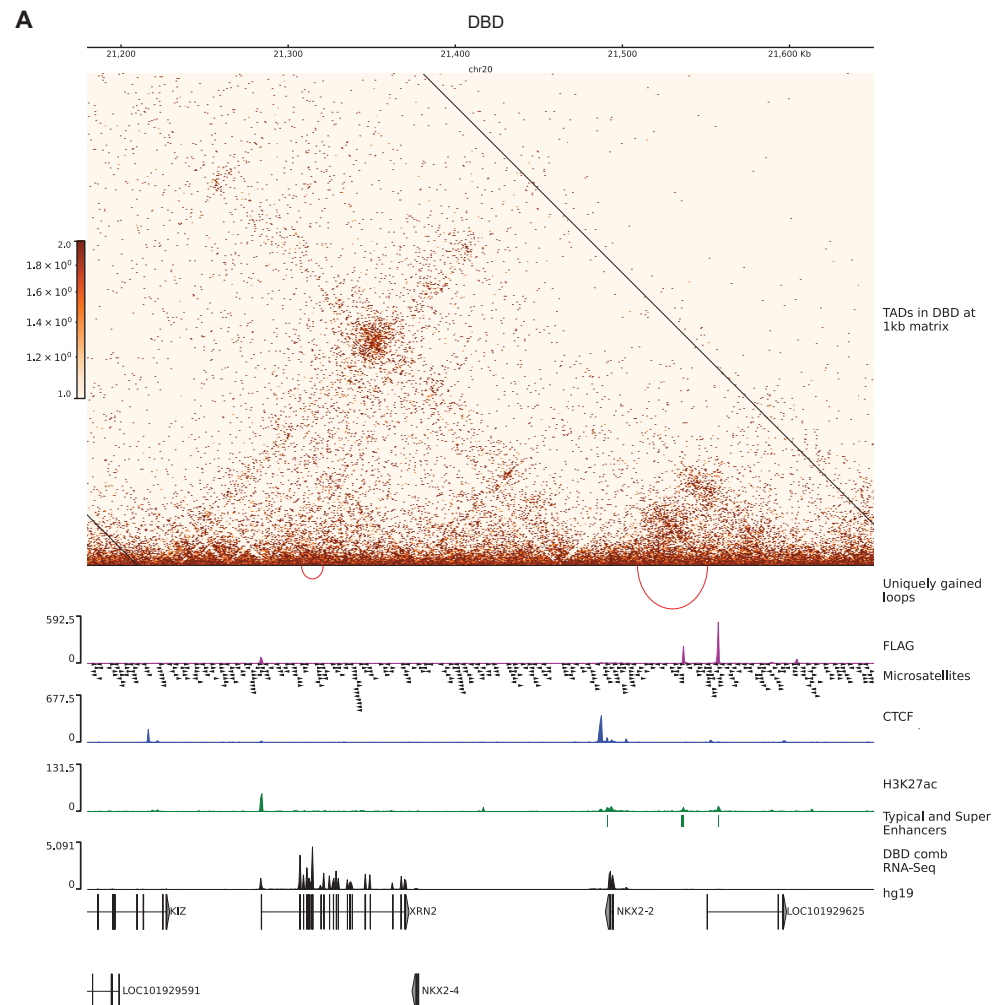 A
DBD
21,200 21,300 21,400 21,500 21,600 Kb
chr20
2.0
1.8 × 10⁰
1.6 × 10⁰
1.4 × 10⁰
1.2 × 10⁰
1.0
TADs in DBD at
1kb matrix
Uniquely gained
loops
592.5
0
FLAG
Microsatellites
677.5
0
CTCF
131.5
0
H3K27ac
Typical and Super
Enhancers
5.091
0
DBD comb
RNA-Seq
hg19
KIZ XRN2 NKX2-2 LOC101929625
LOC101929591 NKX2-4